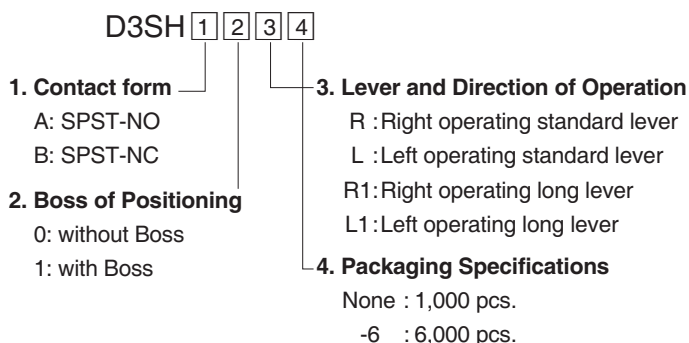 D3SH 1 2 3 4
1. Contact form
A: SPST-NO
B: SPST-NC
2. Boss of Positioning
0: without Boss
1: with Boss
3. Lever and Direction of Operation
R :Right operating standard lever
L :Left operating standard lever
R1:Right operating long lever
L1:Left operating long lever
4. Packaging Specifications
None : 1,000 pcs.
-6 : 6,000 pcs.